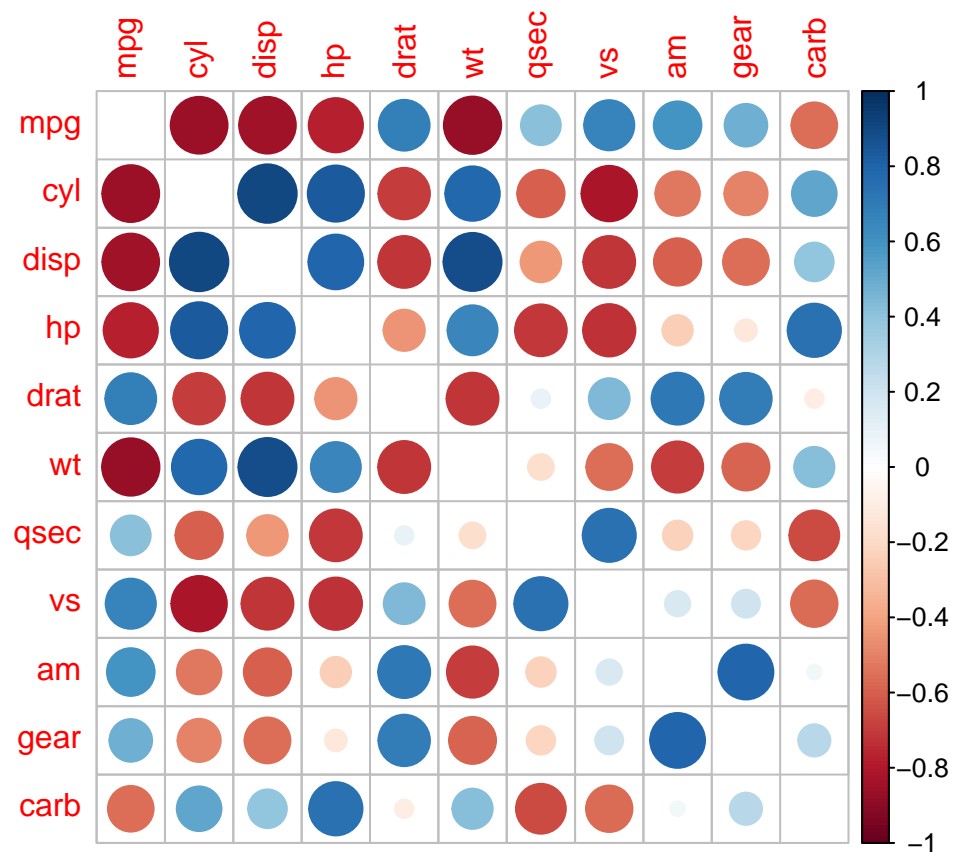 mpg cyl disp hp drat wt qsec vs am gear carb
mpg
cyl
disp
hp
drat
wt
qsec
vs
am
gear
carb
1
0.8
0.6
0.4
0.2
0
−0.2
−0.4
−0.6
−0.8
−1